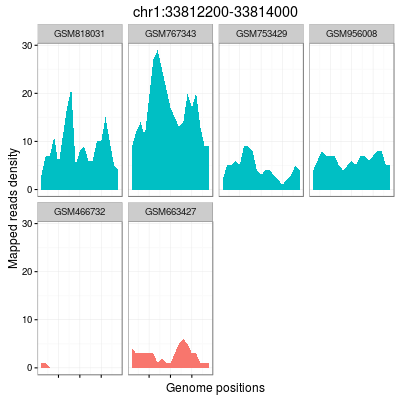 chr1:33812200-33814000
GSM818031 GSM767343 GSM753429 GSM956008
30
20
10
0
GSM466732 GSM663427
30
20
10
0
Mapped reads density
Genome positions